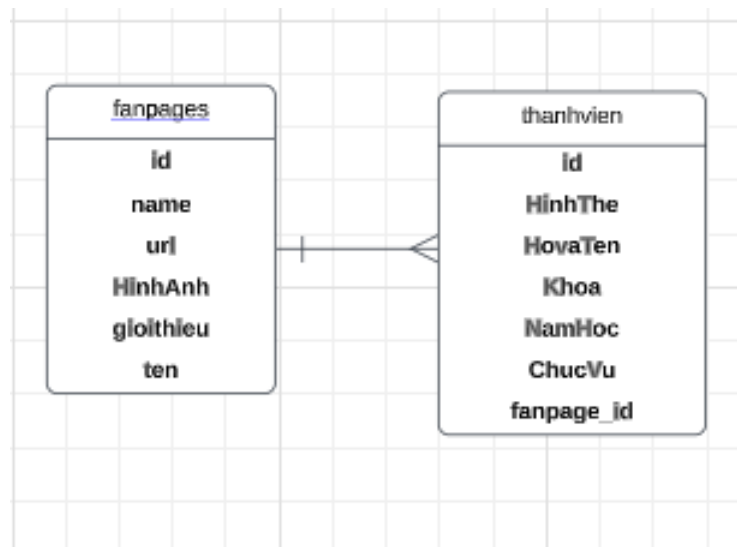 fanpages
id
name
url
HinhAnh
gioithieu
ten
thanhvien
id
HinhThe
HovaTen
Khoa
NamHoc
ChucVu
fanpage_id